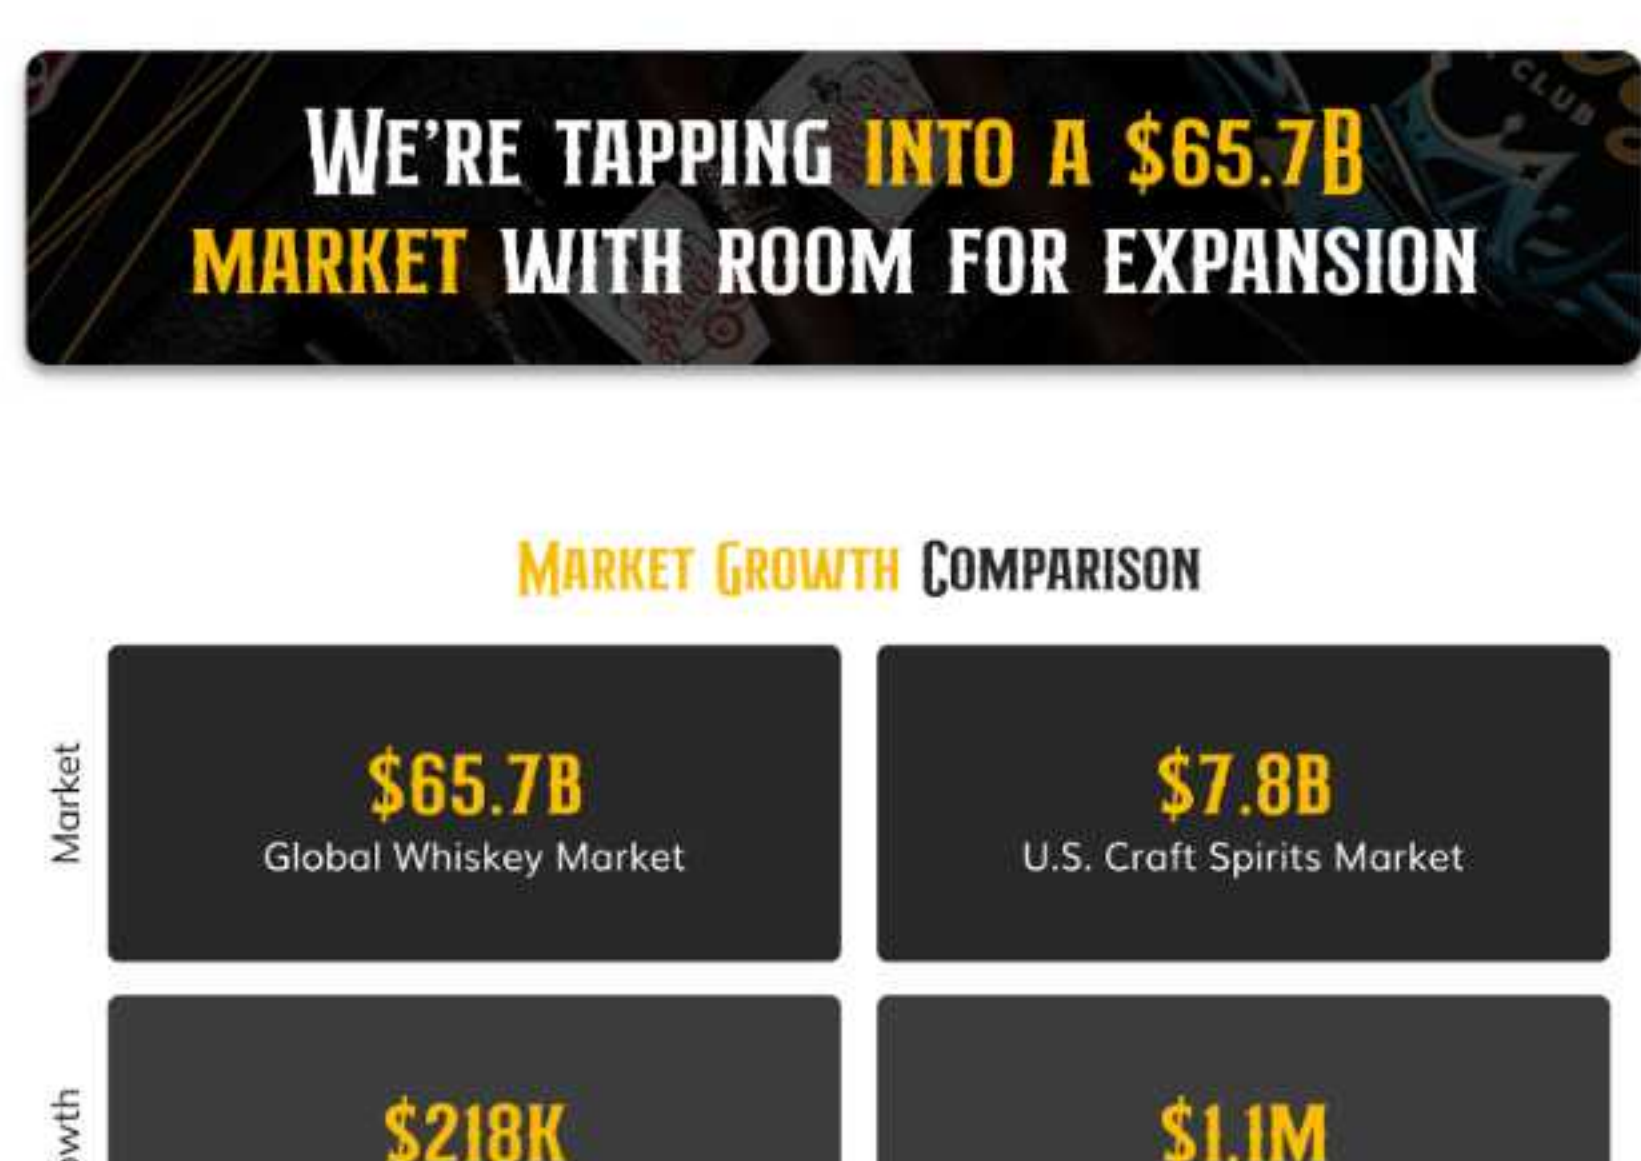 CLUB
We're tapping into a $65.7B
market with room for expansion
Market Growth Comparison
Market
$65.7B
Global Whiskey Market
$7.8B
U.S. Craft Spirits Market
$218K
$1.1M